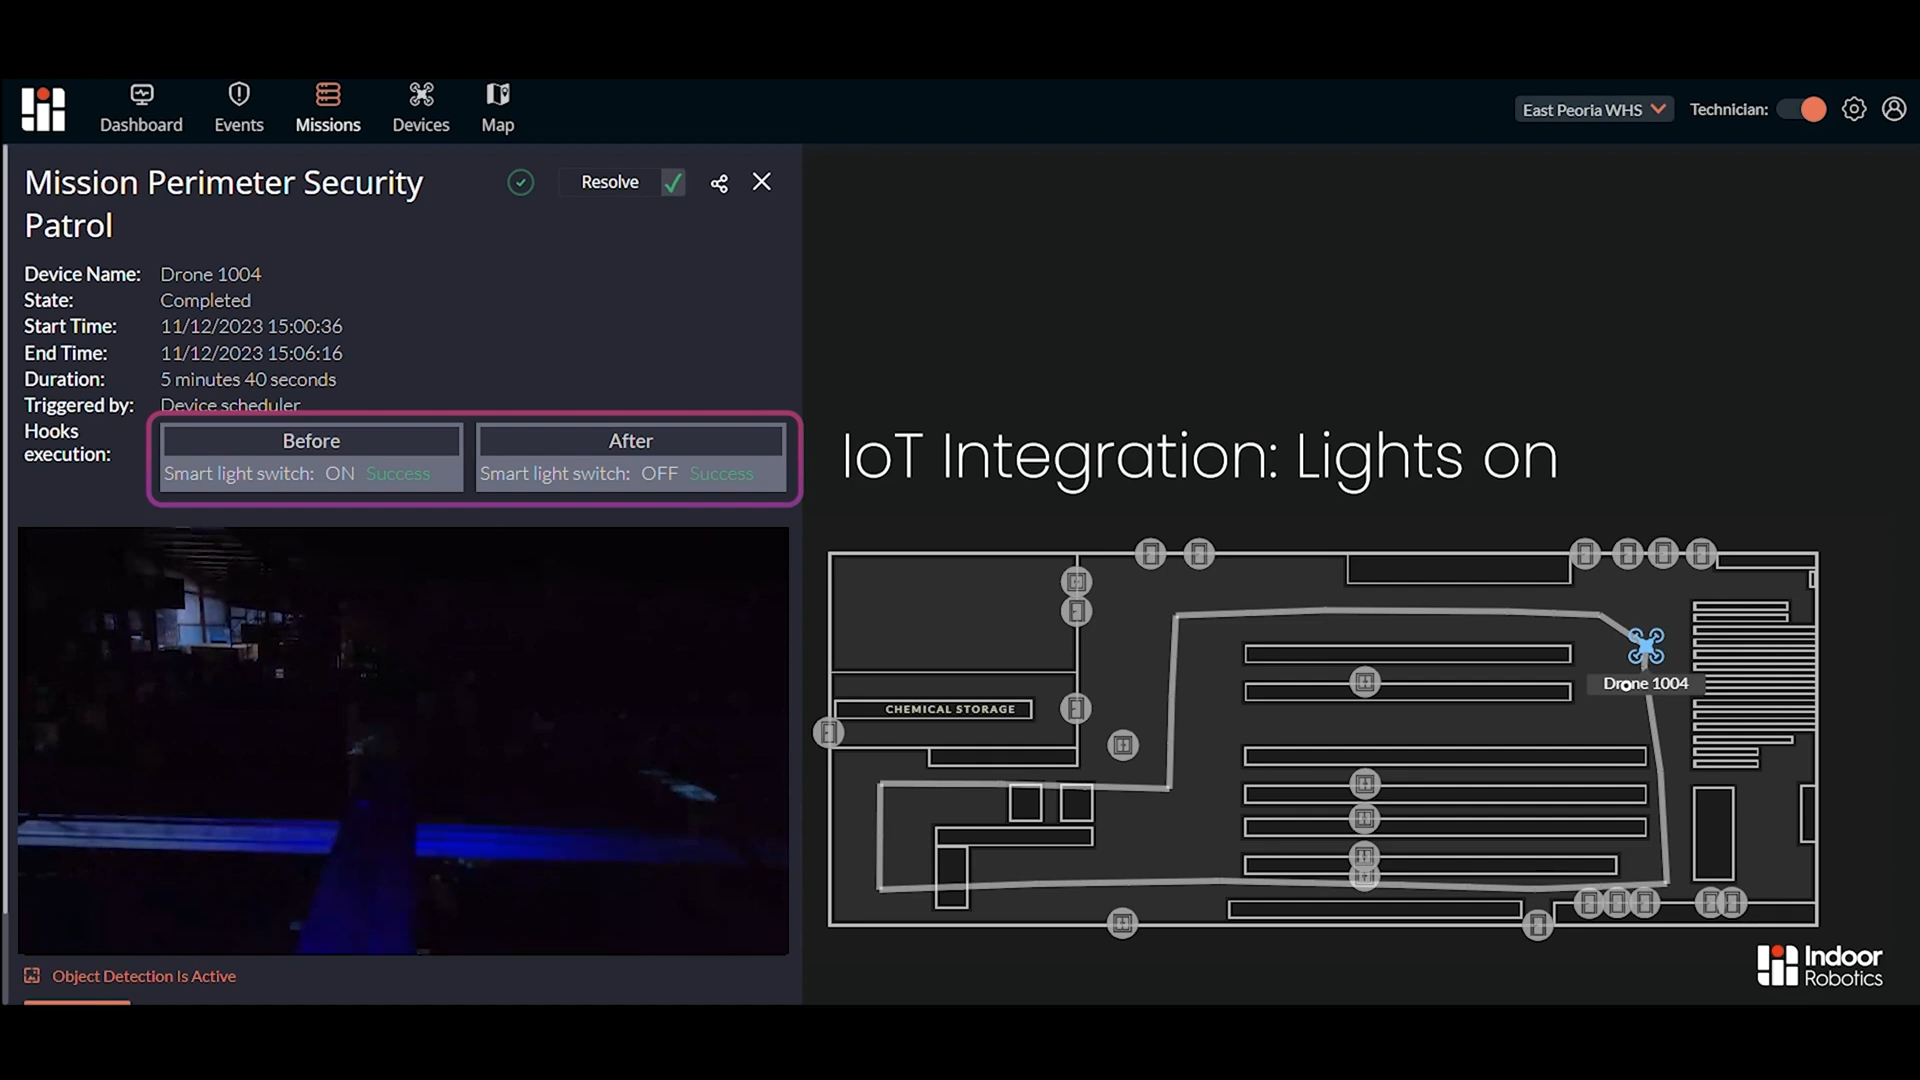 Dashboard
Events
Missions
Devices
Map
East Peoria WHS
Technician:
Mission Perimeter Security
Patrol
Resolve
Device Name: Drone 1004
State: Completed
Start Time: 11/12/2023 15:00:36
End Time: 11/12/2023 15:06:16
Duration: 5 minutes 40 seconds
Triggered by: Device scheduler
Hooks
execution:
Before
Smart light switch: ON Success
After
Smart light switch: OFF Success
Object Detection Is Active
IoT Integration: Lights on
CHEMICAL STORAGE
Drone 1004
Indoor
Robotics